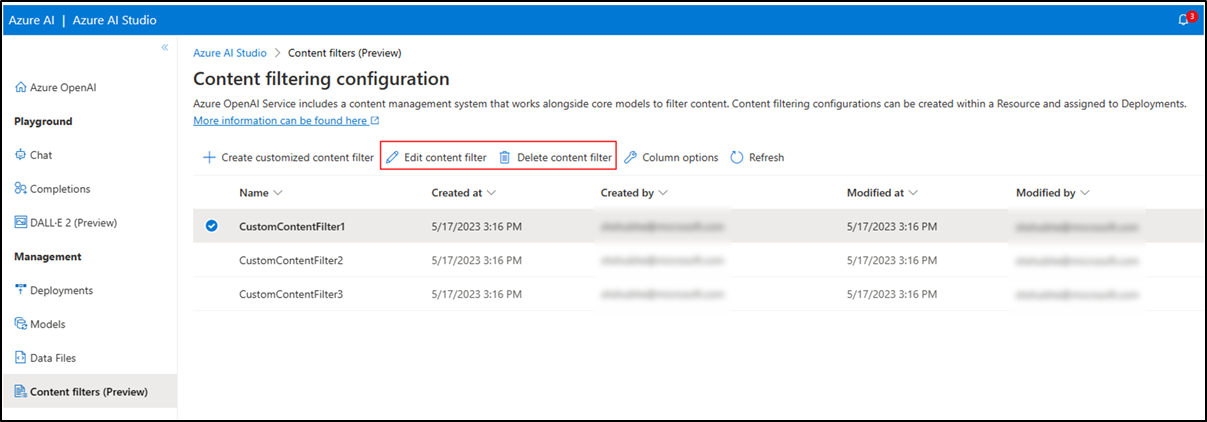 Azure AI | Azure AI Studio 3
«
Azure AI Studio > Content filters (Preview)
Content filtering configuration
Azure OpenAI Service includes a content management system that works alongside core models to filter content. Content filtering configurations can be created within a Resource and assigned to Deployments.
More information can be found here
Create customized content filter Edit content filter Delete content filter Column options Refresh
Name Created at Created by Modified at Modified by
CustomContentFilter1 5/17/2023 3:16 PM 5/17/2023 3:16 PM
CustomContentFilter2 5/17/2023 3:16 PM 5/17/2023 3:16 PM
CustomContentFilter3 5/17/2023 3:16 PM 5/17/2023 3:16 PM
Azure OpenAI
Playground
Chat
Completions
DALL·E 2 (Preview)
Management
Deployments
Models
Data Files
Content filters (Preview)